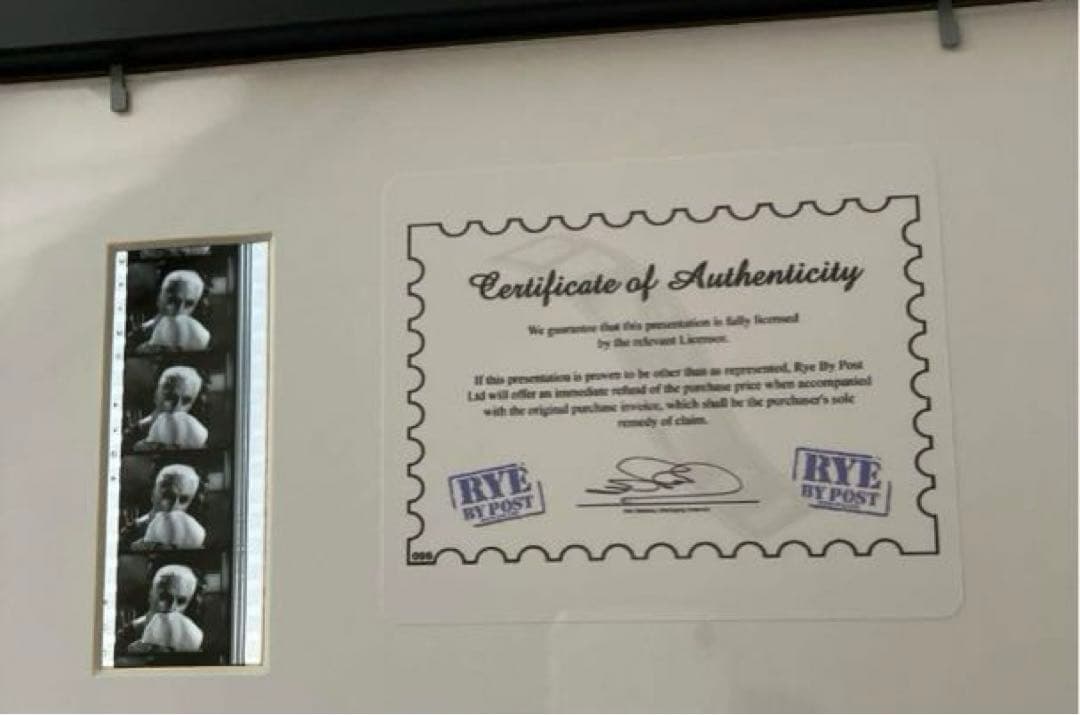 Certificate of Authenticity
We guarantee that this presentation is fully licensed
by the relevant Licensor.
If this presentation is proven to be other than as represented, Rye By Post
Ltd will offer an immediate refund of the purchase price when accompanied
with the original purchase invoice, which shall be the purchaser's sole
remedy of claim.
RYE
BY POST
RYE
BY POST